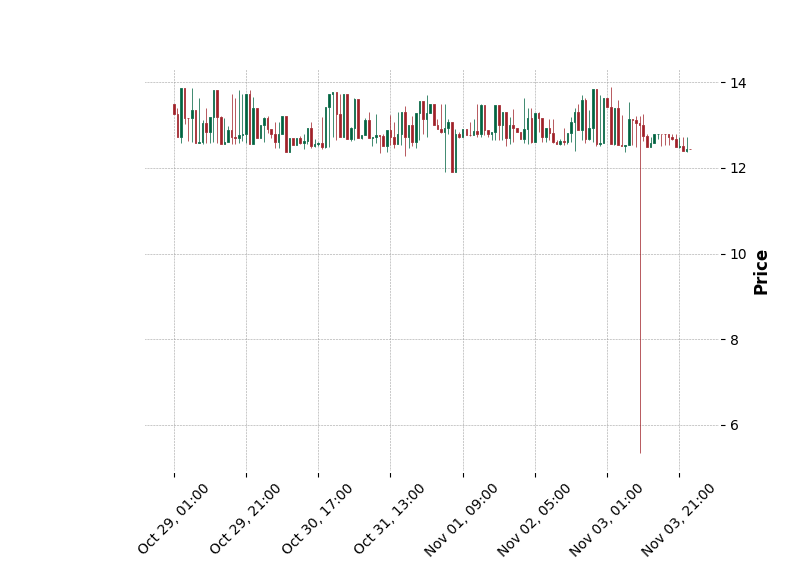 14
12
10
8
6
Price
Oct 29, 01:00
Oct 29, 21:00
Oct 30, 17:00
Oct 31, 13:00
Nov 01, 09:00
Nov 02, 05:00
Nov 03, 01:00
Nov 03, 21:00